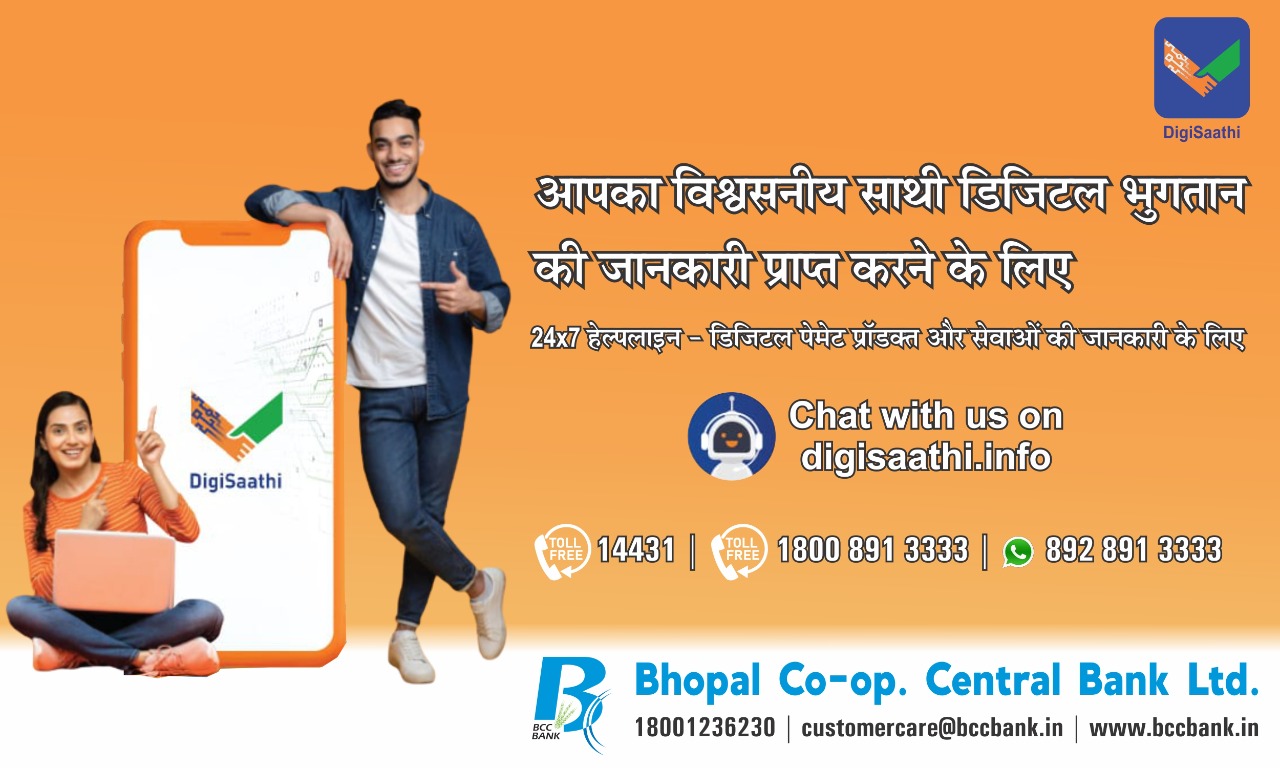 DigiSaathi
आपका विश्वसनीय साथी डिजिटल भुगतान
की जानकारी प्राप्त करने के लिए
24x7 हेल्पलाइन – डिजिटल पेमेट प्रॉडक्त और सेवाओं की जानकारी के लिए
Chat with us on
digisaathi.info
DigiSaathi
TOLL FREE 14431 | TOLL FREE 1800 891 3333 | 892 891 3333
BCC
BANK
Bhopal Co-op. Central Bank Ltd.
18001236230 | customercare@bccbank.in | www.bccbank.in